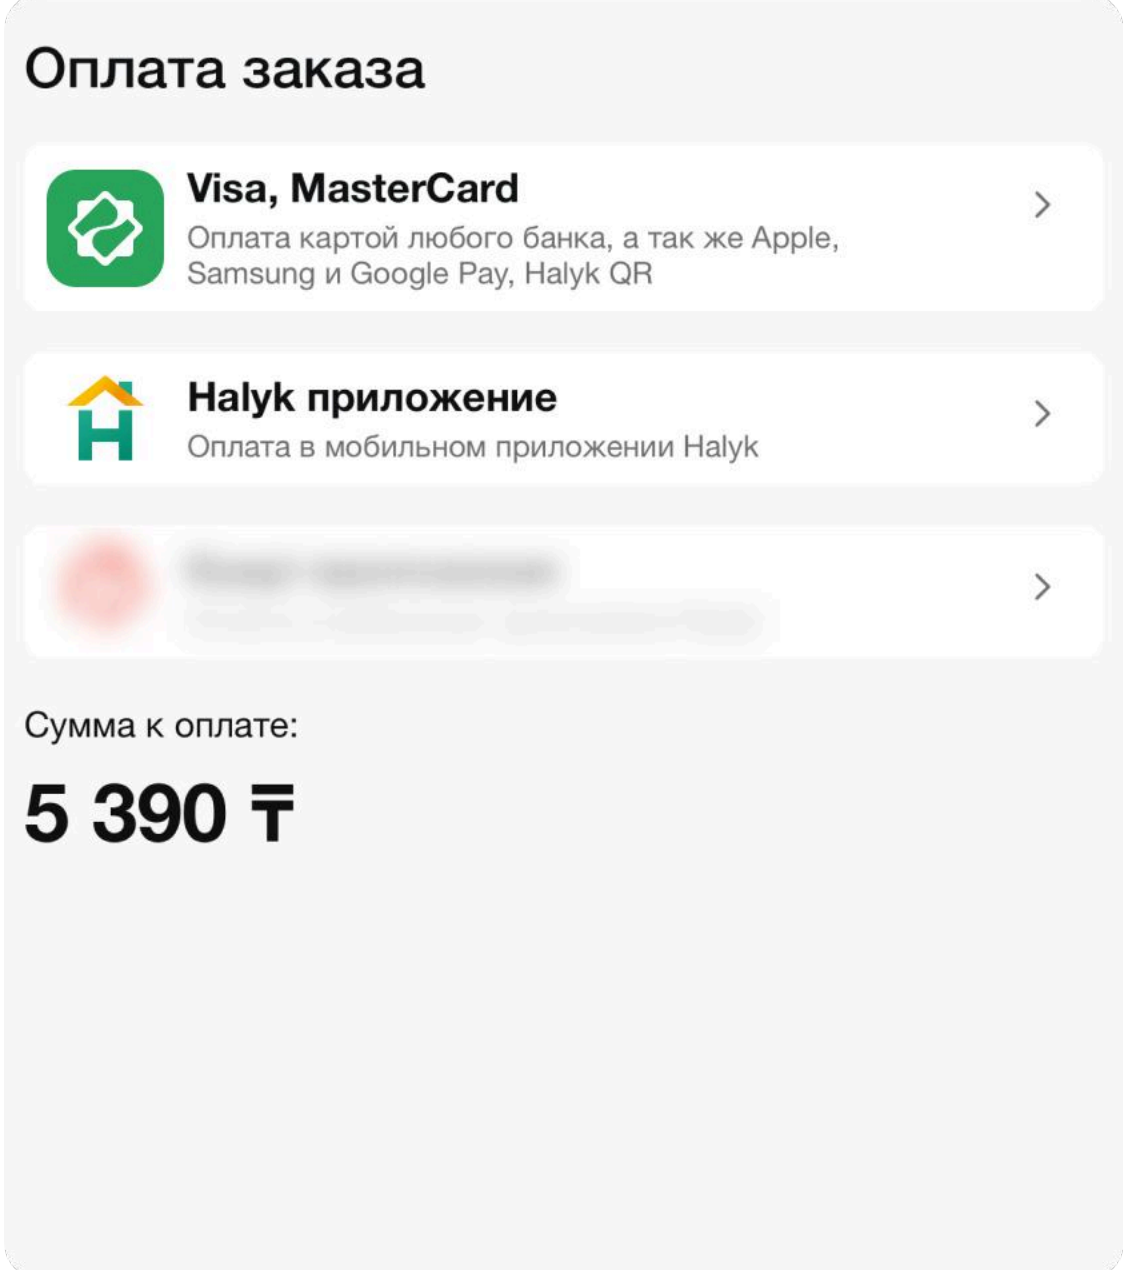 Оплата заказа
Visa, MasterCard
Оплата картой любого банка, а так же Apple,
Samsung и Google Pay, Halyk QR
Halyk приложение
Оплата в мобильном приложении Halyk
Сумма к оплате:
5 390 ₸